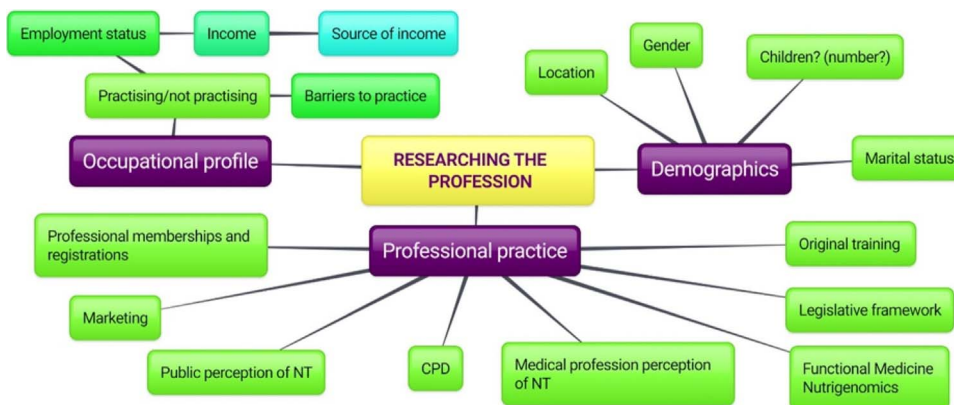 Employment status
Income
Source of income
Gender
Children? (number?)
Location
Practising/not practising
Barriers to practice
Occupational profile
RESEARCHING THE
PROFESSION
Demographics
Marital status
Professional memberships and
registrations
Professional practice
Original training
Marketing
Legislative framework
Public perception of NT
CPD
Medical profession perception
of NT
Functional Medicine
Nutrigenomics